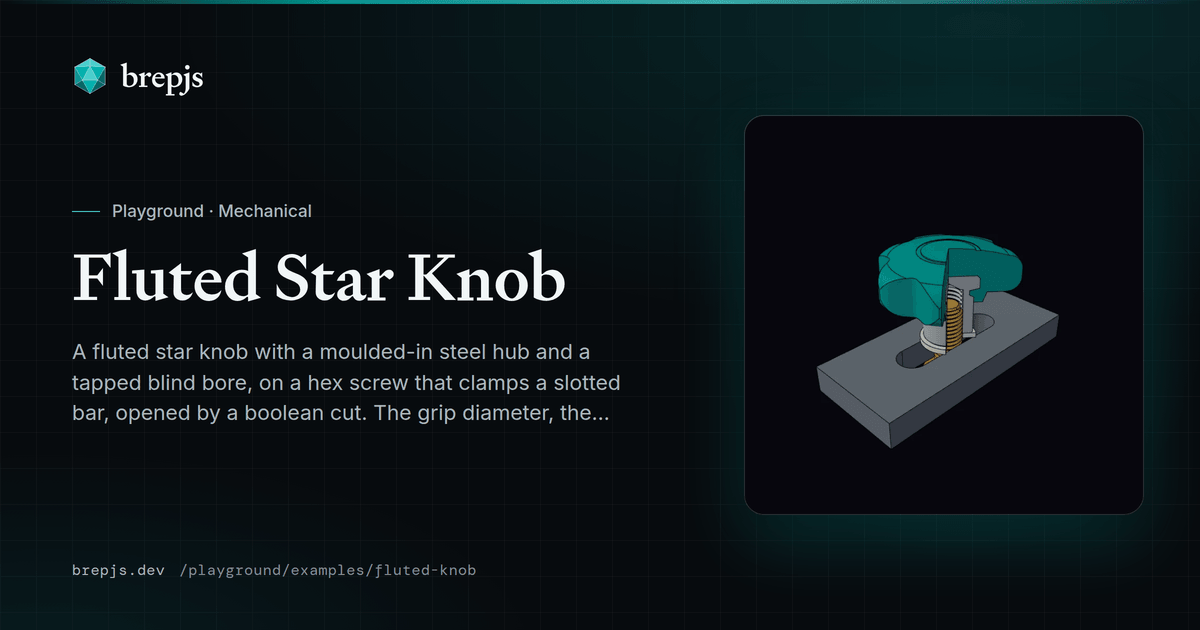 brepjs
Playground · Mechanical
Fluted Star Knob
A fluted star knob with a moulded-in steel hub and a
tapped blind bore, on a hex screw that clamps a slotted
bar, opened by a boolean cut. The grip diameter, the...
brepjs.dev /playground/examples/fluted-knob